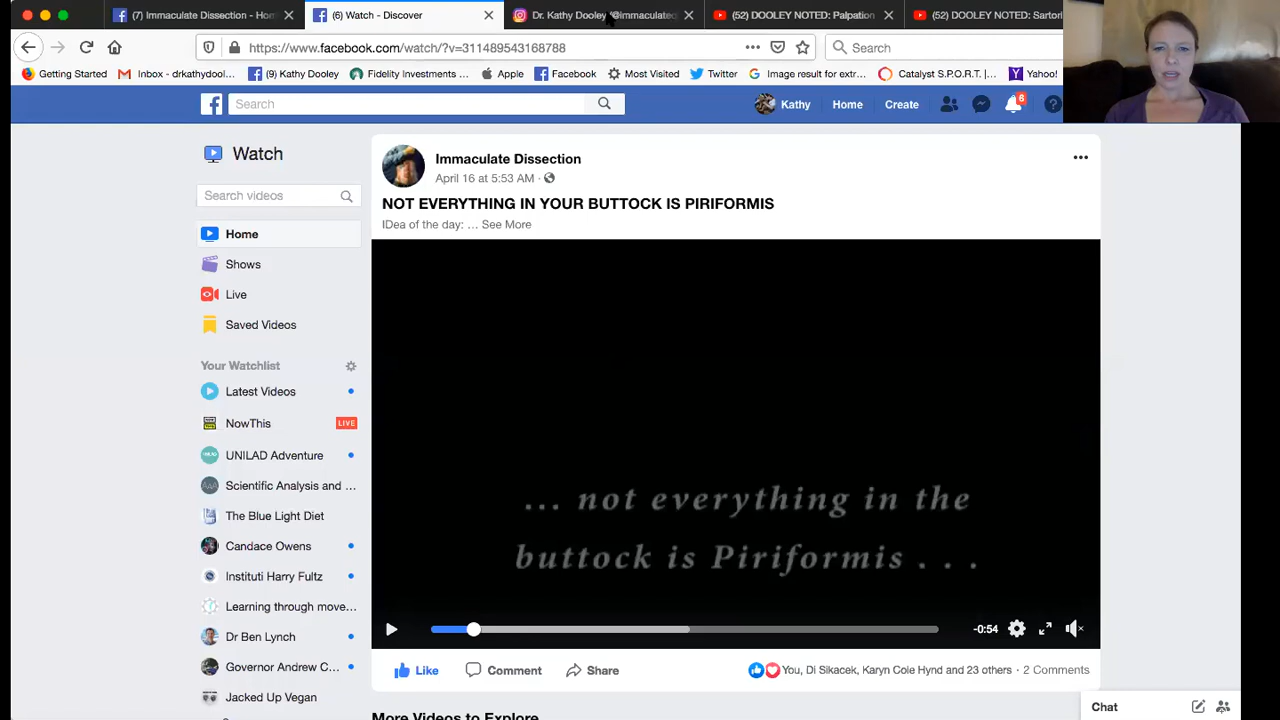 (7) Immaculate Dissection - Hom
(6) Watch - Discover
Dr. Kathy Dooley
(52) DOOLEY NOTED: Palpation
(52) DOOLEY NOTED: Sartori
https://www.facebook.com/watch/?v=311489543168788
Search
Getting Started
Inbox - drkathydool...
(9) Kathy Dooley
Fidelity Investments ...
Apple
Facebook
Most Visited
Twitter
Image result for extr...
Catalyst S.P.O.R.T. |...
Yahoo!
Search
Kathy
Home
Create
8
Watch
Search videos
Home
Shows
Live
Saved Videos
Your Watchlist
Latest Videos
NowThis
LIVE
UNILAD Adventure
Scientific Analysis and ...
The Blue Light Diet
Candace Owens
Instituti Harry Fultz
Learning through move...
Dr Ben Lynch
Governor Andrew C...
Jacked Up Vegan
Immaculate Dissection
April 16 at 5:53 AM ·
NOT EVERYTHING IN YOUR BUTTOCK IS PIRIFORMIS
IDea of the day: ... See More
... not everything in the
buttock is Piriformis . . .
-0:54
Like
Comment
Share
You, Di Sikacek, Karyn Coie Hynd and 23 others · 2 Comments
More Videos to Explore
Chat